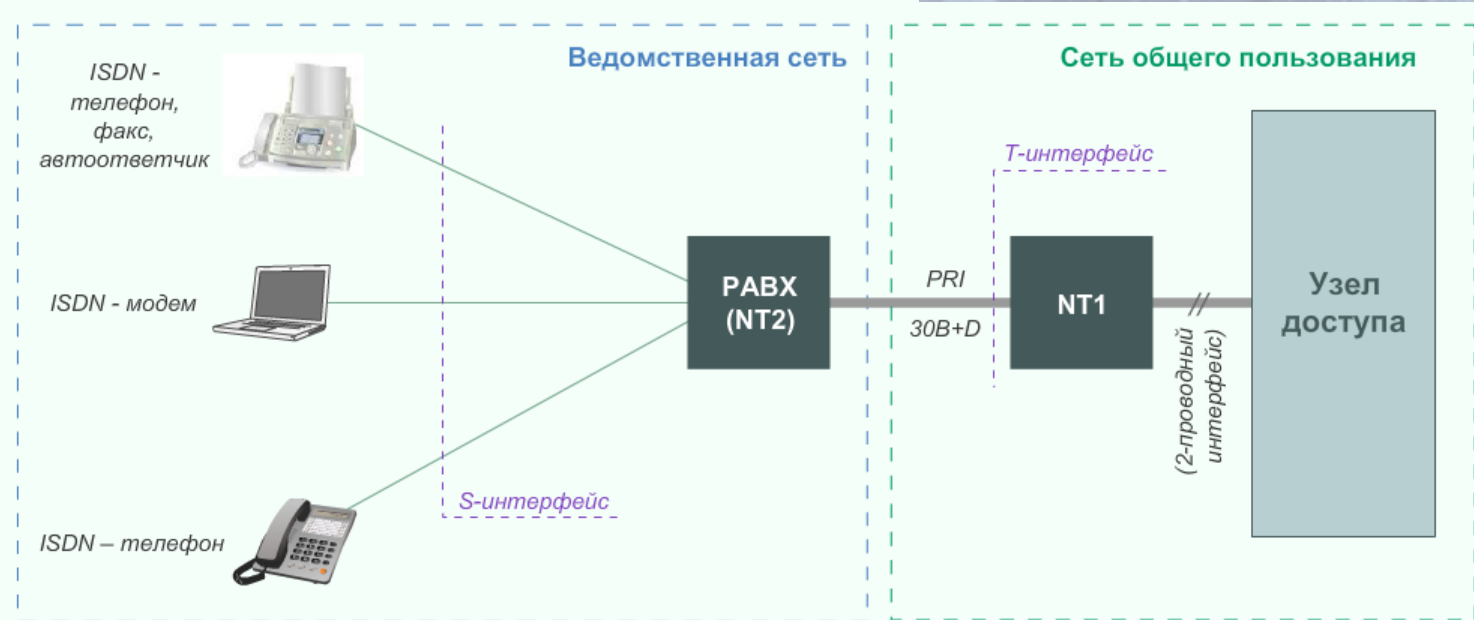 Ведомственная сеть
Сеть общего пользования
ISDN -
телефон,
факс,
автоответчик
Т-интерфейс
ISDN - модем
PABX
(NT2)
PRI
30B+D
NT1
Узел
доступа
(2-проводный
интерфейс)
S-интерфейс
ISDN – телефон